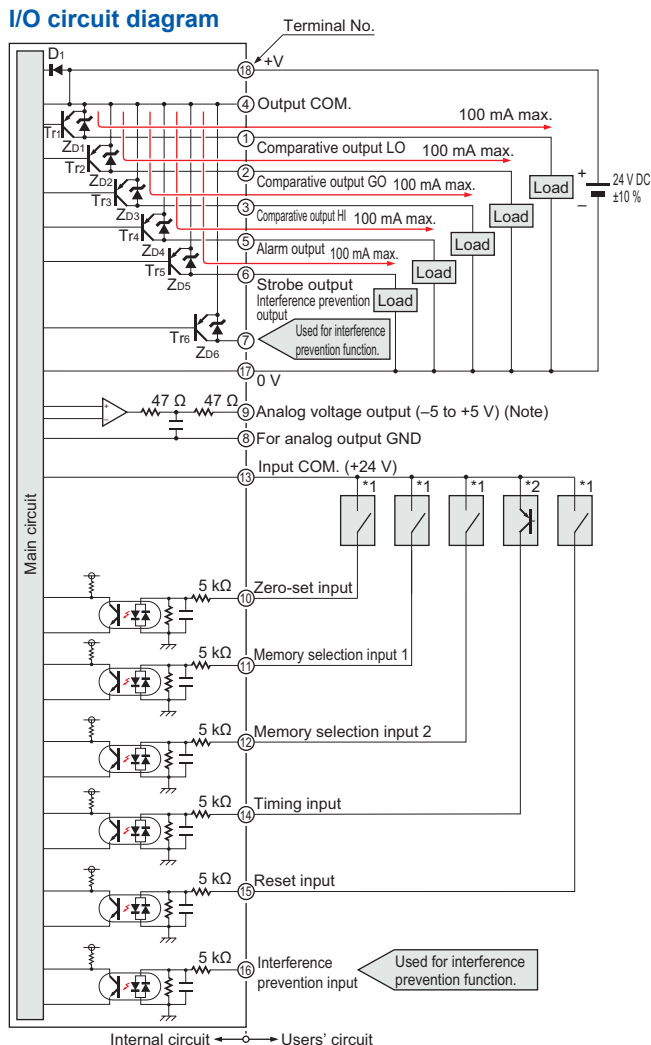 I/O circuit diagram
Terminal No.
D1
18 +V
4 Output COM.
100 mA max.
Tr1
1
ZD1
Comparative output LO
100 mA max.
Tr2
2
ZD2
Comparative output GO
100 mA max.
Load
+
–
24 V DC
±10 %
Tr3
3
ZD3
Comparative output HI
100 mA max.
Load
Tr4
5
ZD4
Alarm output
100 mA max.
Load
Tr5
6
ZD5
Strobe output
Load
Interference prevention
output
Load
Tr6
7
ZD6
Used for interference
prevention function.
17
0 V
47 Ω
47 Ω
+
–
9 Analog voltage output (–5 to +5 V) (Note)
8 For analog output GND
13
Input COM. (+24 V)
*1
*1
*1
*2
*1
Main circuit
5 kΩ
10
Zero-set input
5 kΩ
11
Memory selection input 1
5 kΩ
12
Memory selection input 2
5 kΩ
14
Timing input
5 kΩ
15
Reset input
5 kΩ
16
Interference
prevention input
Used for interference
prevention function.
Internal circuit
Users' circuit